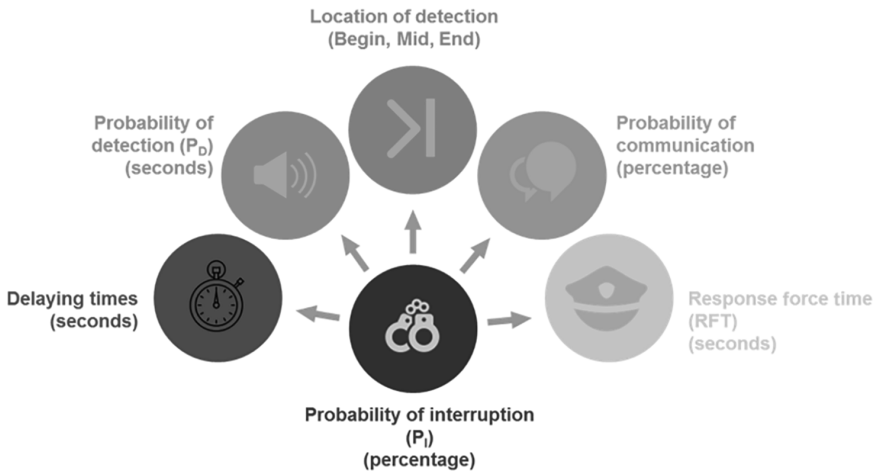 Location of detection
(Begin, Mid, End)
Probability of
detection (PD)
(seconds)
Probability of
communication
(percentage)
Delaying times
(seconds)
Response force time
(RFT)
(seconds)
Probability of interruption
(PI)
(percentage)